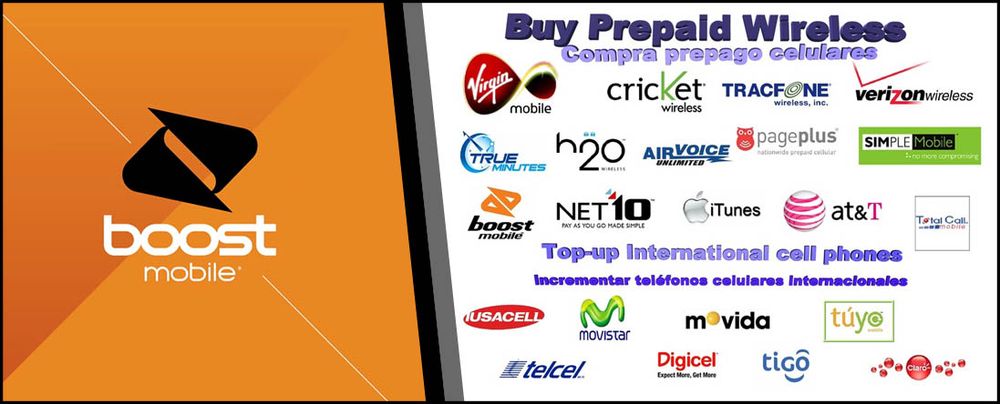 boost
mobile®
Buy Prepaid Wireless
Compra prepago celulares
Virgin
mobile
cricket
wireless
TRACFONE
wireless, inc.
verizonwireless
TRUE
MINUTES
h2o
WIRELESS
AIRVOICE
UNLIMITED
pageplus
nationwide prepaid cellular
SIMPLE Mobile
no more compromising
boost
mobile
NET10
PAY AS YOU GO MADE SIMPLE
iTunes
at&t
Total Call
mobile
Top-up International cell phones
Incrementar teléfonos celulares internacionales
IUSACELL
movistar
movida
túyo
telcel
Digicel
Expect More, Get More
tigo
Claro